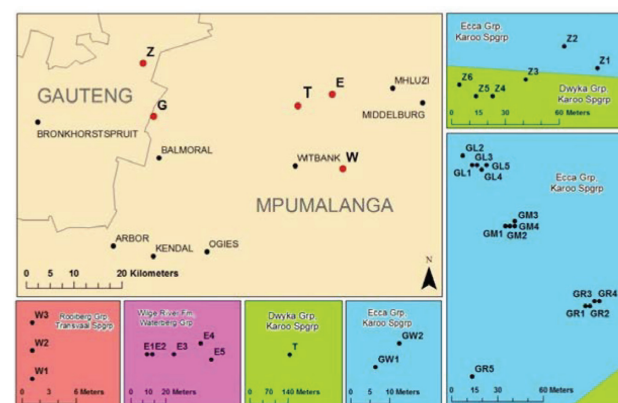 Z
GAUTENG
G
BRONKHORSTSPRUIT
BALMORAL
T
E
MHLUZI
MIDDELBURG
WITBANK
W
MPUMALANGA
ARBOR
KENDAL
OGIES
0 10 20 Kilometers
N
Ecca Grp,
Karoo Spgrp
Z2
Z1
Z3
Z6
Z5
Z4
Dwyka Grp,
Karoo Spgrp
0 15 30 60 Meters
GL2
GL3
GL5
GL1
GL4
Ecca Grp,
Karoo Spgrp
GM3
GM1
GM4
GM2
GR3
GR4
GR1
GR2
GR5
0 15 30 60 Meters
Rooiberg Grp,
Transvaal Spgrp
W3
W2
W1
0 1 3 6 Meters
Wilge River Fm,
Waterberg Grp
E4
E1
E2
E3
E5
0 10 20 40 Meters
Dwyka Grp,
Karoo Spgrp
T
0 70 140 Meters
Ecca Grp,
Karoo Spgrp
GW2
GW1
0 5 10 Meters